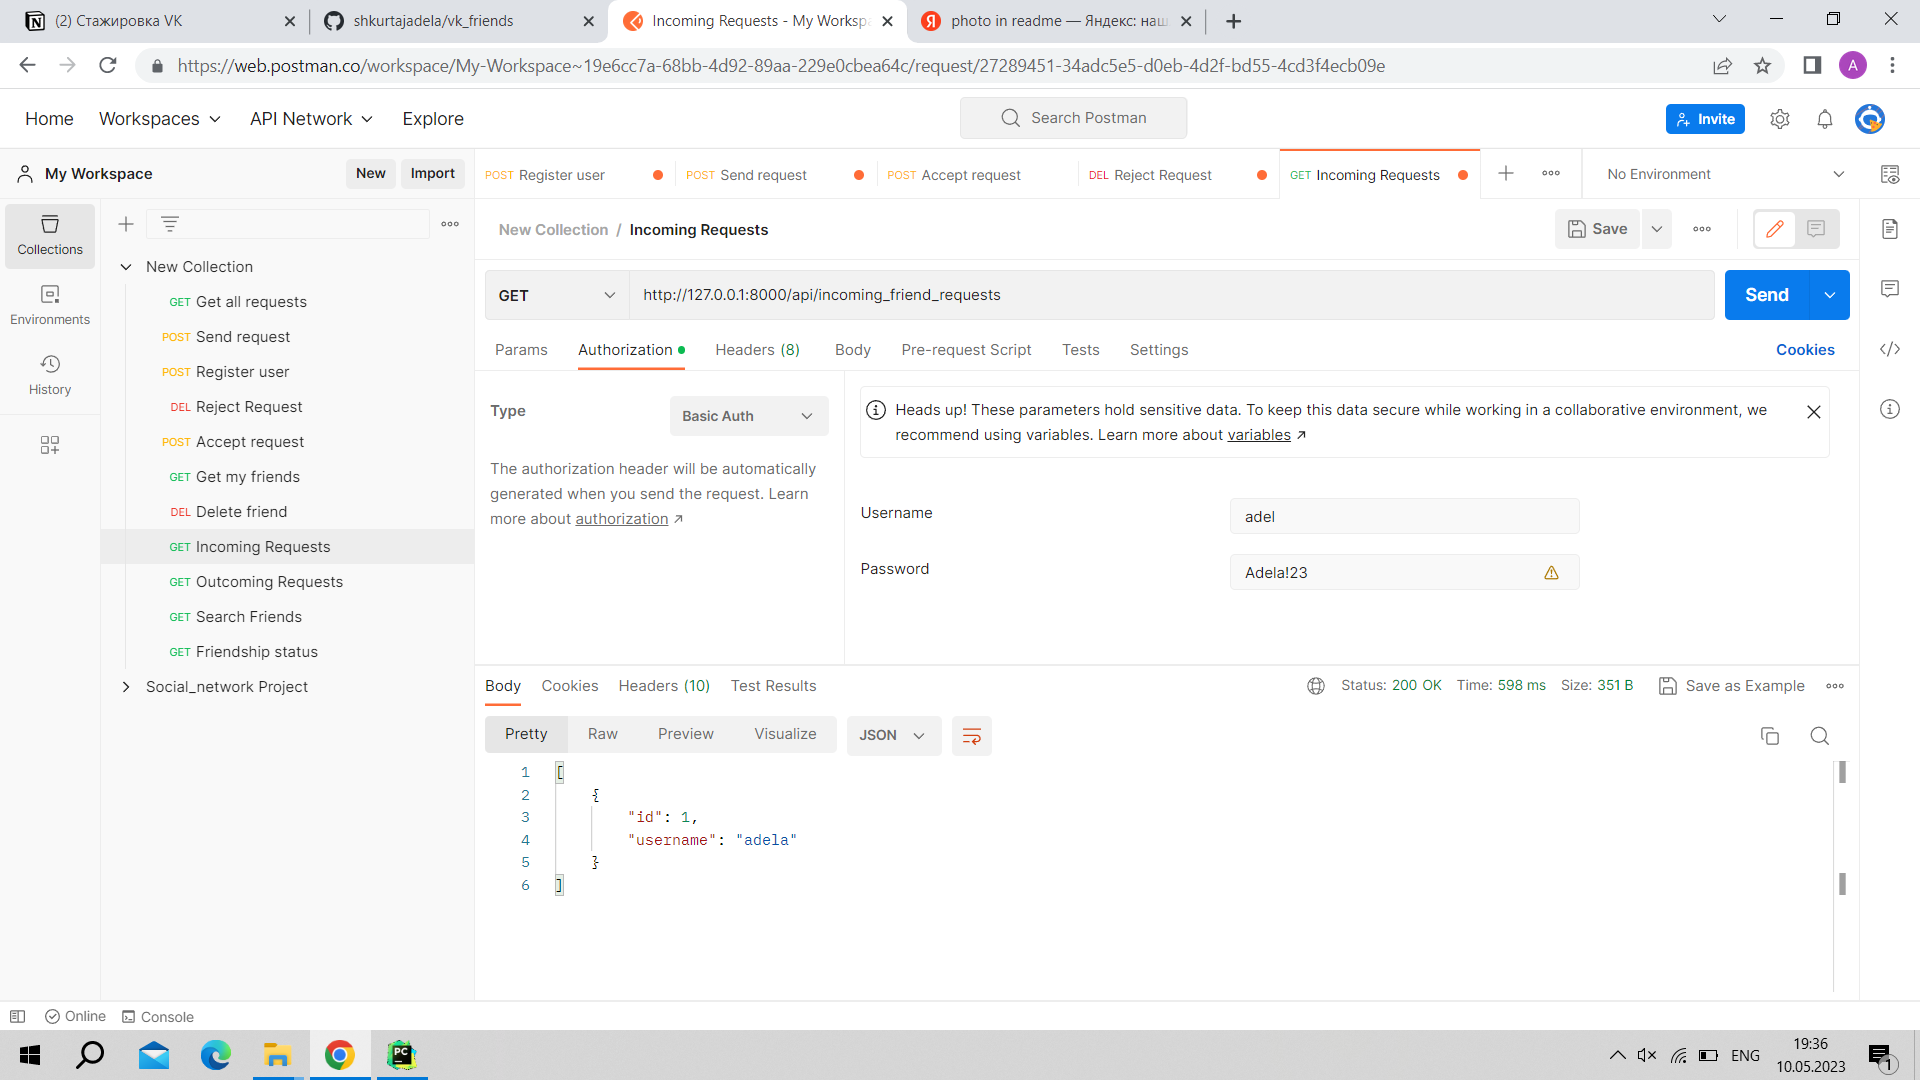 (2) Стажировка VK
shkurtajadela/vk_friends
Incoming Requests - My Workspa
photo in readme — Яндекс: наш
https://web.postman.co/workspace/My-Workspace~19e6cc7a-68bb-4d92-89aa-229e0cbea64c/request/27289451-34adc5e5-d0eb-4d2f-bd55-4cd3f4ecb09e
A
Home
Workspaces
API Network
Explore
Search Postman
Invite
My Workspace
New
Import
POST Register user
POST Send request
POST Accept request
DEL Reject Request
GET Incoming Requests
No Environment
Collections
Environments
History
New Collection
GET Get all requests
POST Send request
POST Register user
DEL Reject Request
POST Accept request
GET Get my friends
DEL Delete friend
GET Incoming Requests
GET Outcoming Requests
GET Search Friends
GET Friendship status
Social_network Project
New Collection / Incoming Requests
Save
GET
http://127.0.0.1:8000/api/incoming_friend_requests
Send
Params
Authorization
Headers (8)
Body
Pre-request Script
Tests
Settings
Cookies
Type
Basic Auth
The authorization header will be automatically
generated when you send the request. Learn
more about authorization ↗
Heads up! These parameters hold sensitive data. To keep this data secure while working in a collaborative environment, we
recommend using variables. Learn more about variables ↗
Username
adel
Password
Adela!23
Body
Cookies
Headers (10)
Test Results
Status: 200 OK
Time: 598 ms
Size: 351 B
Save as Example
Pretty
Raw
Preview
Visualize
JSON
1 [
2 {
3 "id": 1,
4 "username": "adela"
5 }
6 ]
Online
Console
PC
ENG
19:36
10.05.2023
1